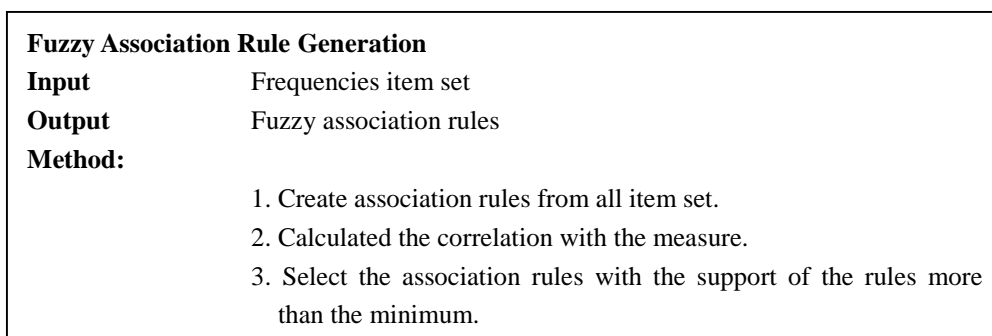 Fuzzy Association Rule Generation
Input Frequencies item set
Output Fuzzy association rules
Method:
1. Create association rules from all item set.
2. Calculated the correlation with the measure.
3. Select the association rules with the support of the rules more
than the minimum.